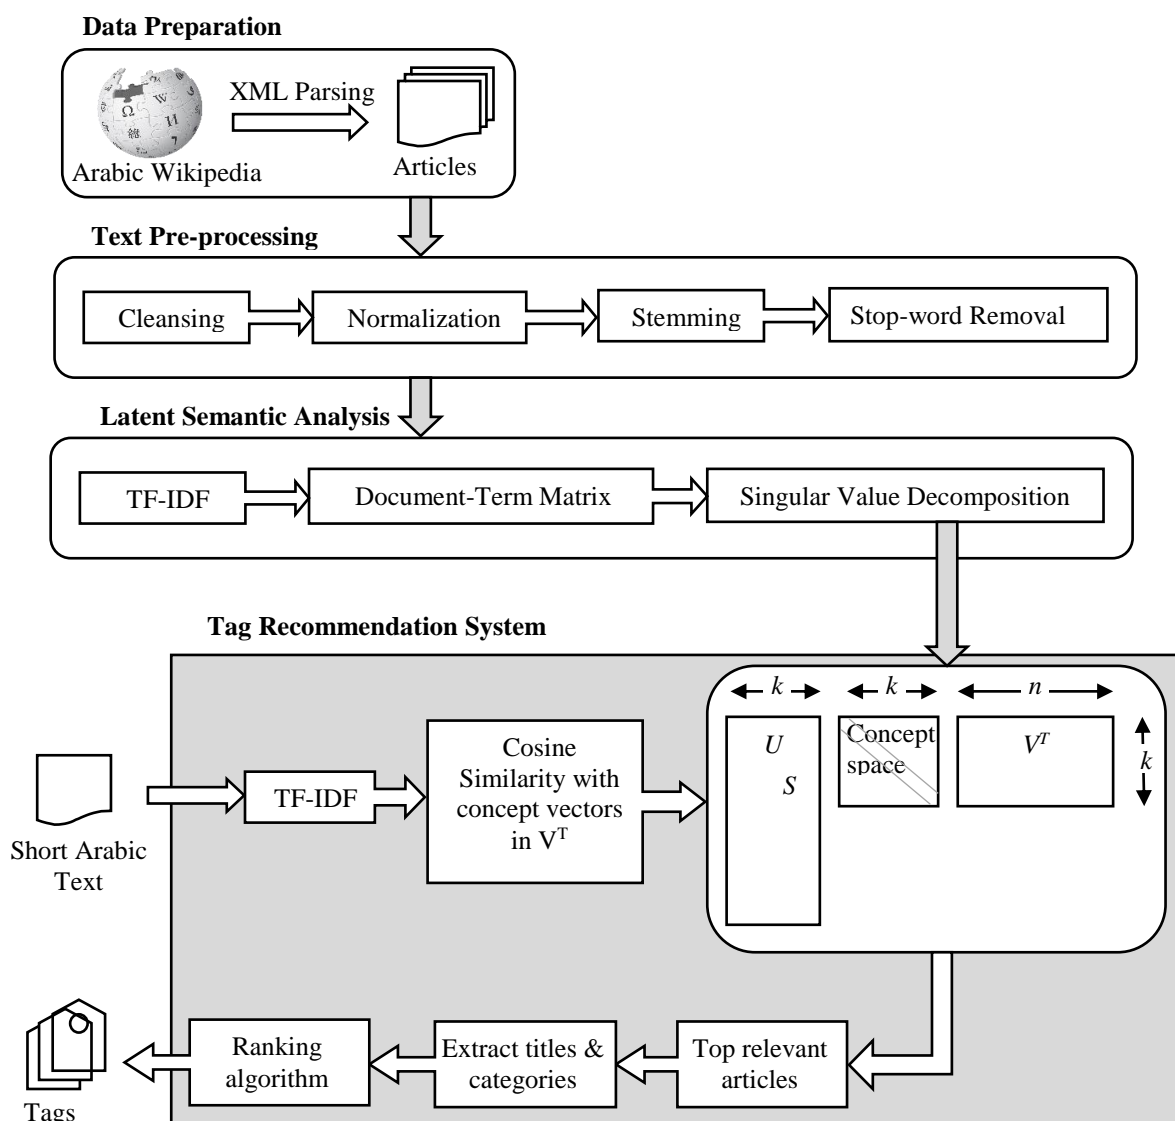 Data Preparation
XML Parsing
Arabic Wikipedia
Articles
Text Pre-processing
Cleansing
Normalization
Stemming
Stop-word Removal
Latent Semantic Analysis
TF-IDF
Document-Term Matrix
Singular Value Decomposition
Tag Recommendation System
k
k
n
U
S
Concept
space
V^T
k
Short Arabic
Text
TF-IDF
Cosine
Similarity with
concept vectors
in V^T
Top relevant
articles
Extract titles &
categories
Ranking
algorithm
Tags